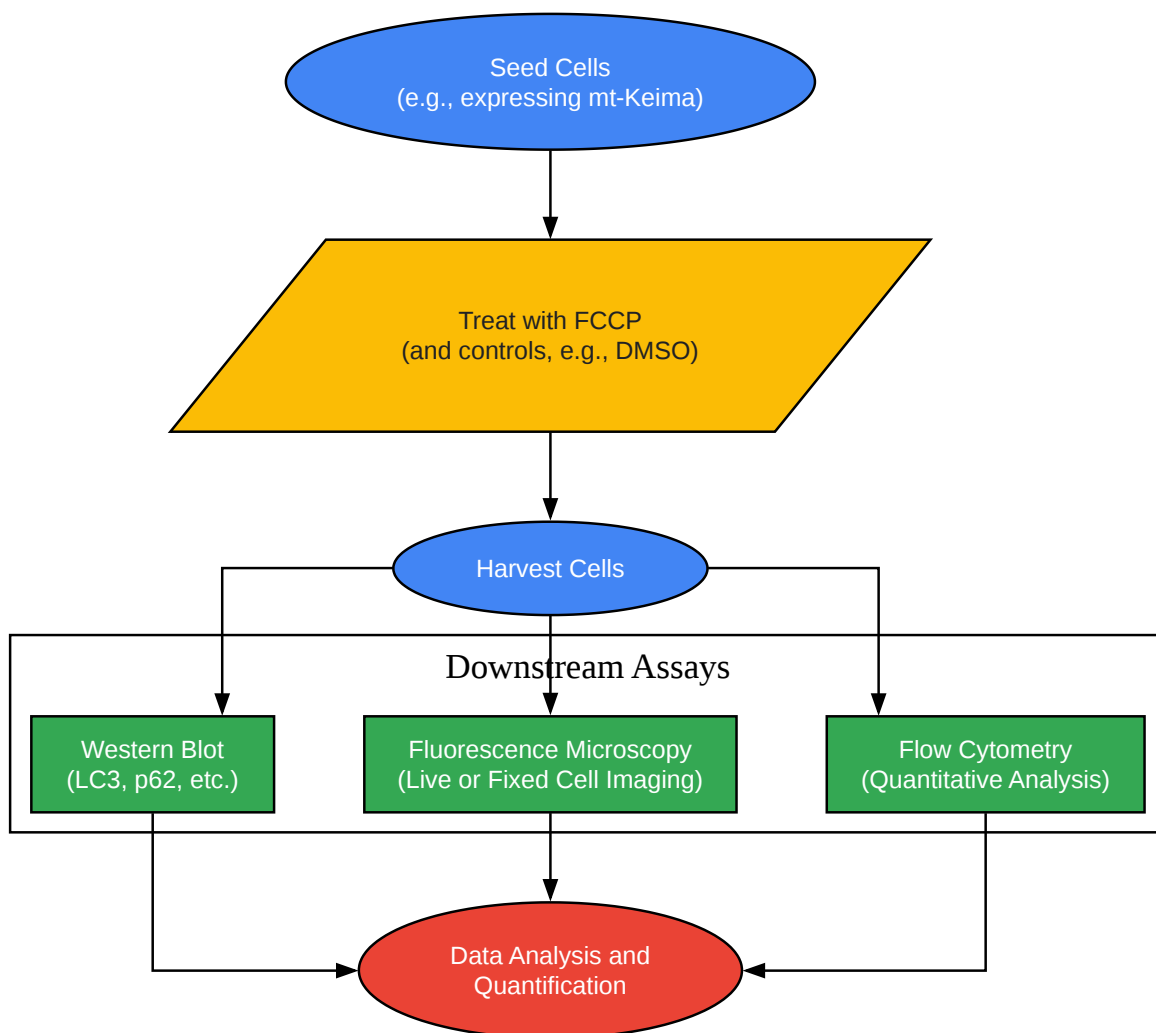 Seed Cells
(e.g., expressing mt-Keima)
Treat with FCCP
(and controls, e.g., DMSO)
Harvest Cells
Downstream Assays
Western Blot
(LC3, p62, etc.)
Fluorescence Microscopy
(Live or Fixed Cell Imaging)
Flow Cytometry
(Quantitative Analysis)
Data Analysis and
Quantification